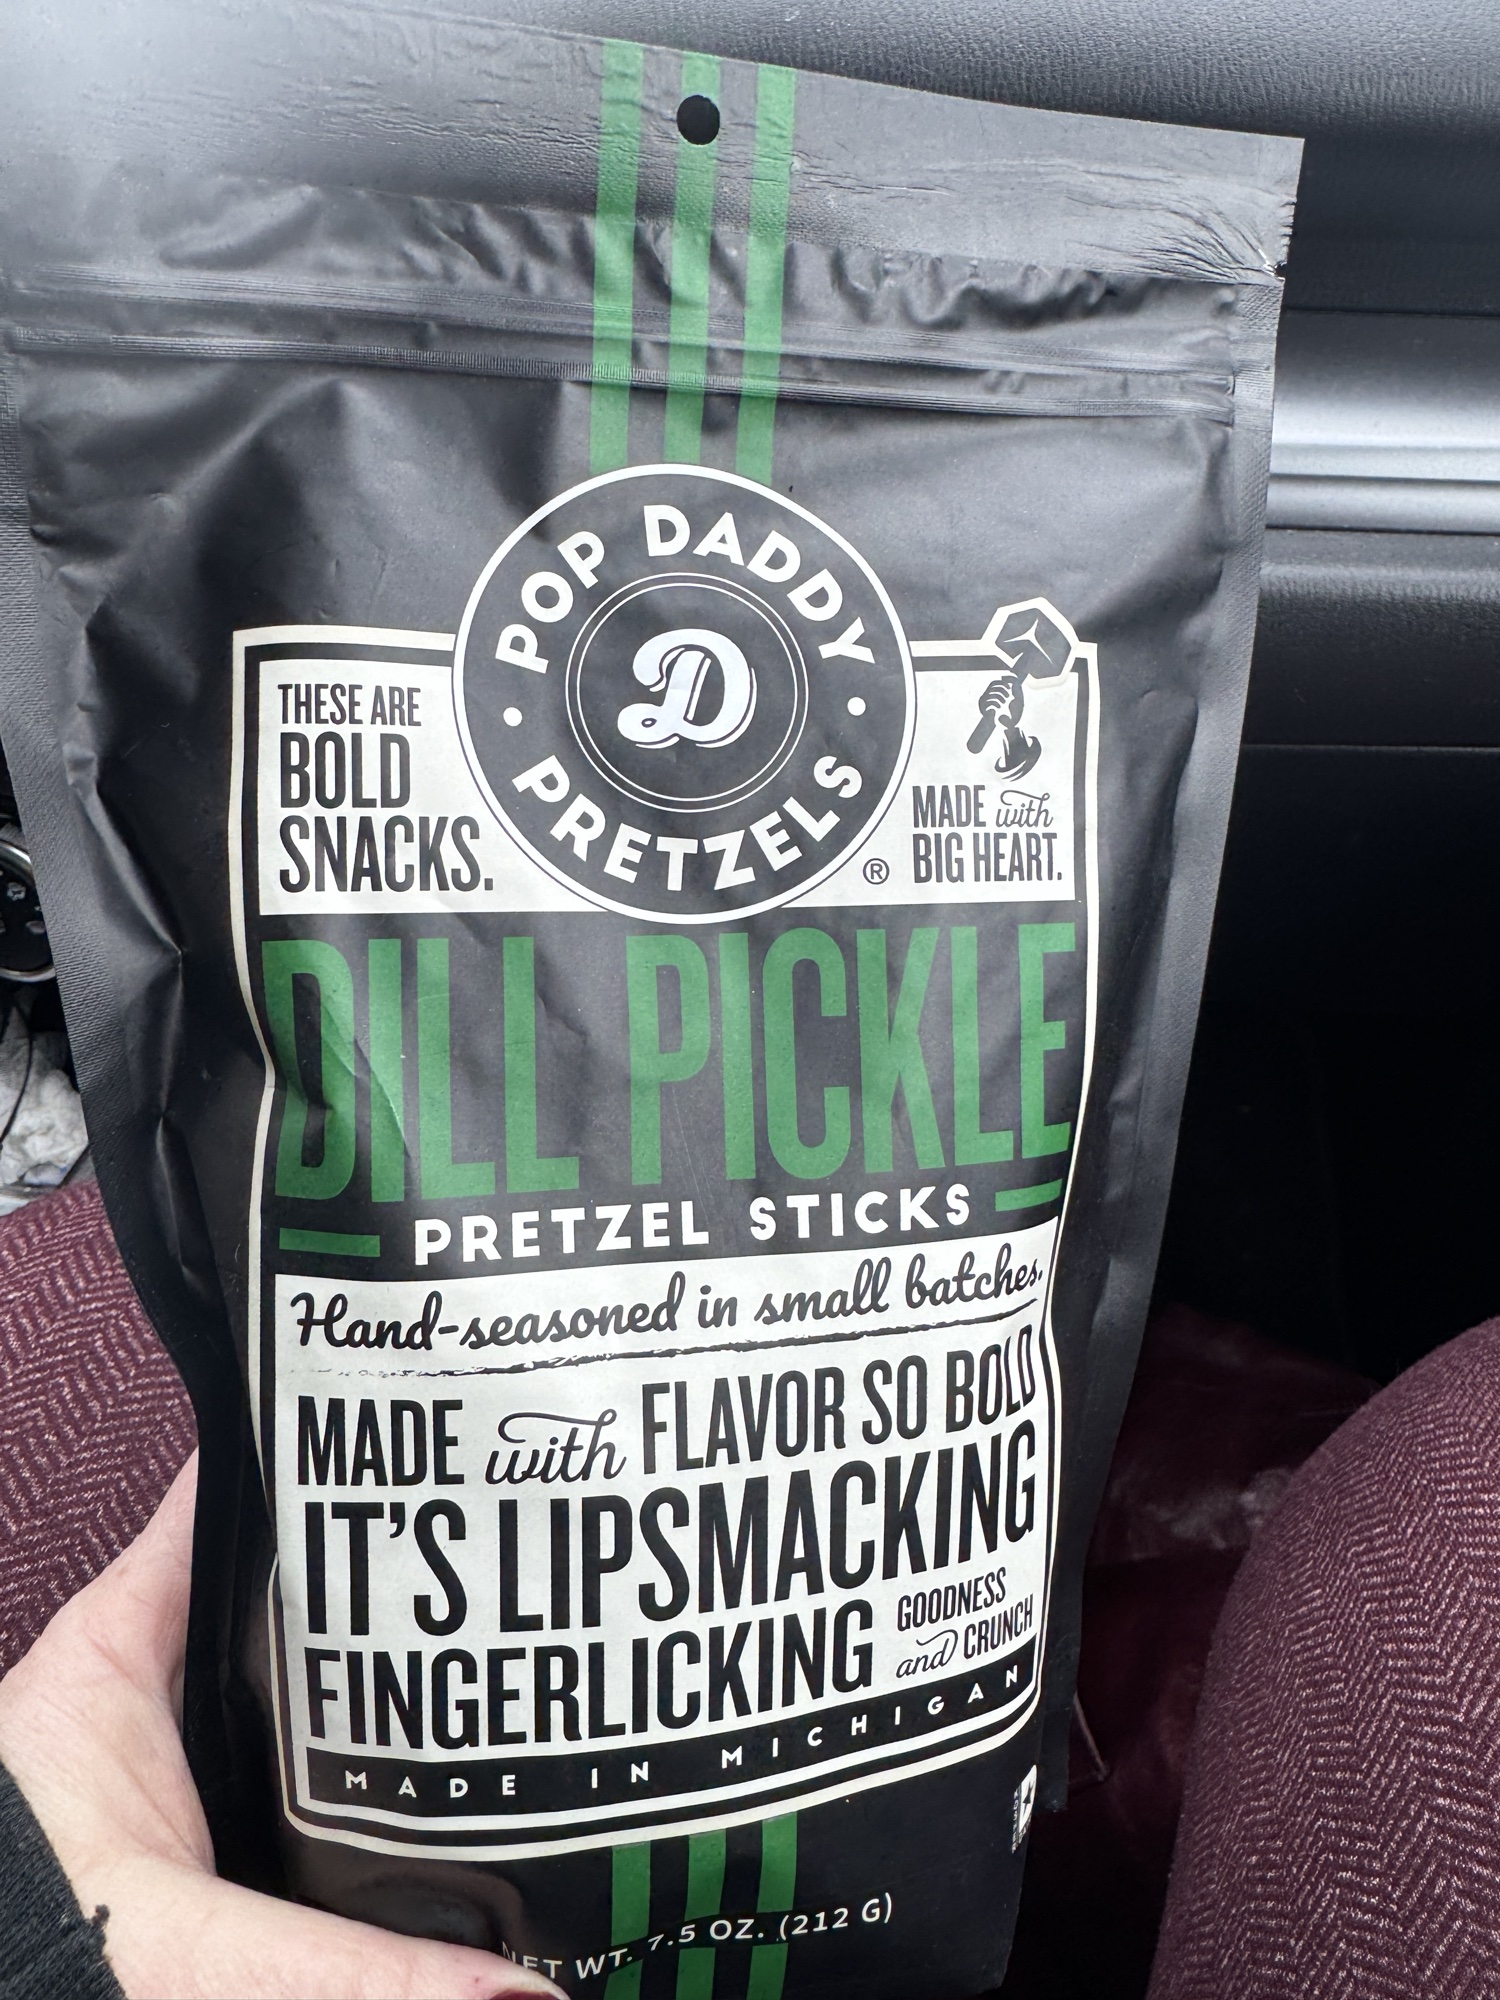 POP DADDY
D
PRETZELS
®
THESE ARE
BOLD
SNACKS.
MADE with
BIG HEART.
DILL PICKLE
PRETZEL STICKS
Hand-seasoned in small batches.
MADE with FLAVOR SO BOLD
IT'S LIPSMACKING
FINGERLICKING
GOODNESS
and CRUNCH
MADE IN MICHIGAN
NET WT. 7.5 OZ. (212 G)